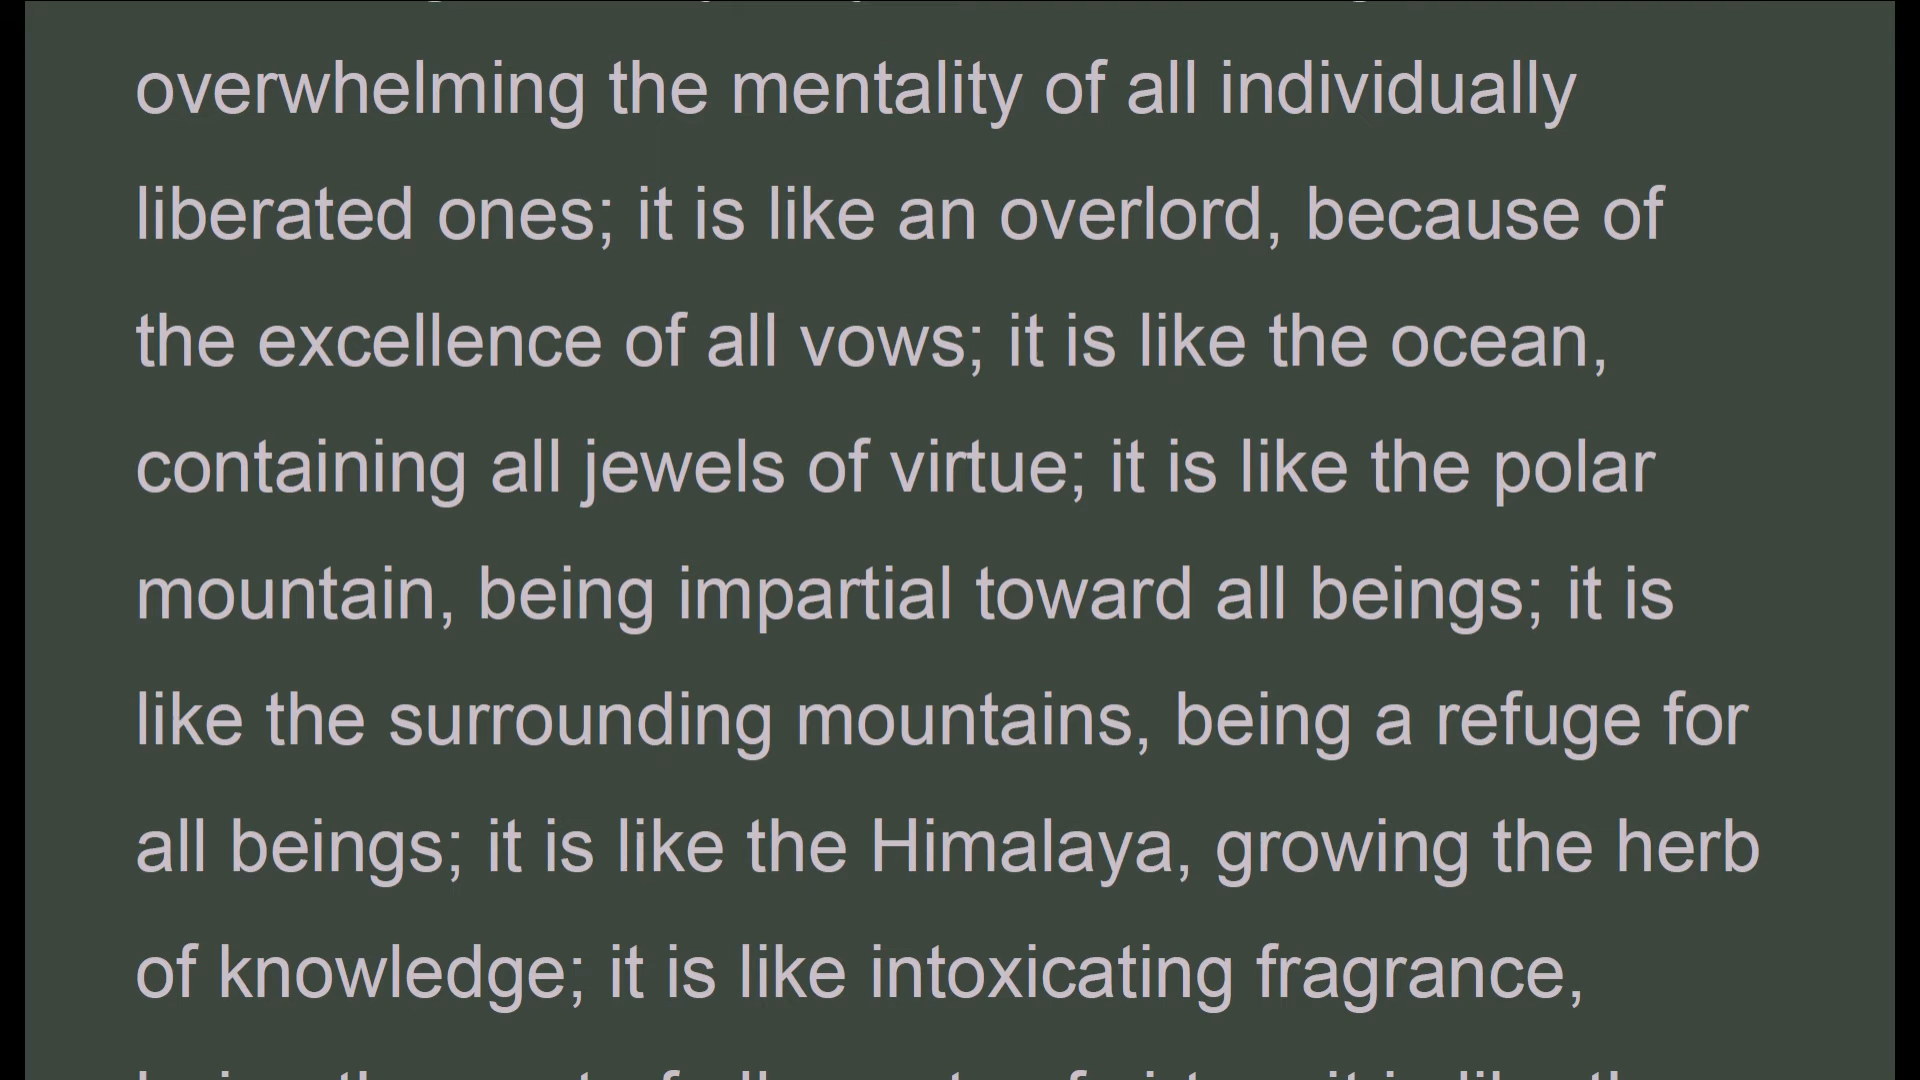 overwhelming the mentality of all individually
liberated ones; it is like an overlord, because of
the excellence of all vows; it is like the ocean,
containing all jewels of virtue; it is like the polar
mountain, being impartial toward all beings; it is
like the surrounding mountains, being a refuge for
all beings; it is like the Himalaya, growing the herb
of knowledge; it is like intoxicating fragrance,